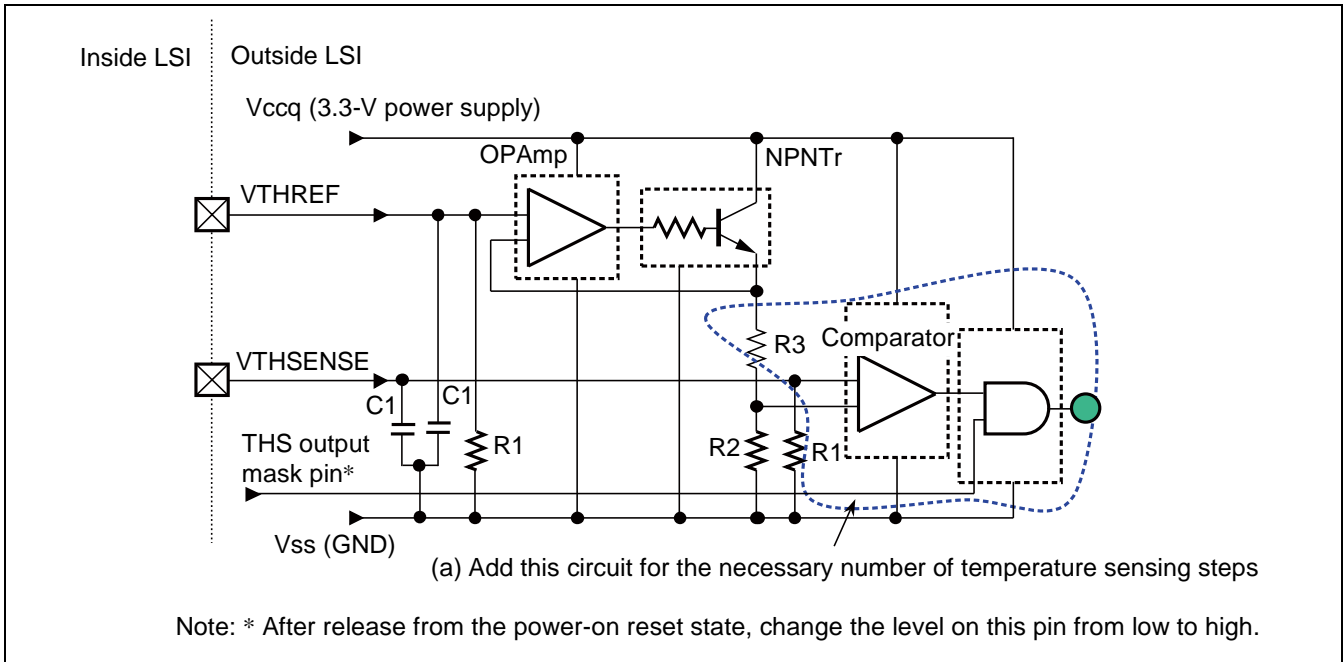 Inside LSI
Outside LSI
Vccq (3.3-V power supply)
OPAmp
NPNTr
VTHREF
R3
Comparator
VTHSENSE
C1
C1
THS output
mask pin*
R1
R2
R1
Vss (GND)
(a) Add this circuit for the necessary number of temperature sensing steps
Note: * After release from the power-on reset state, change the level on this pin from low to high.